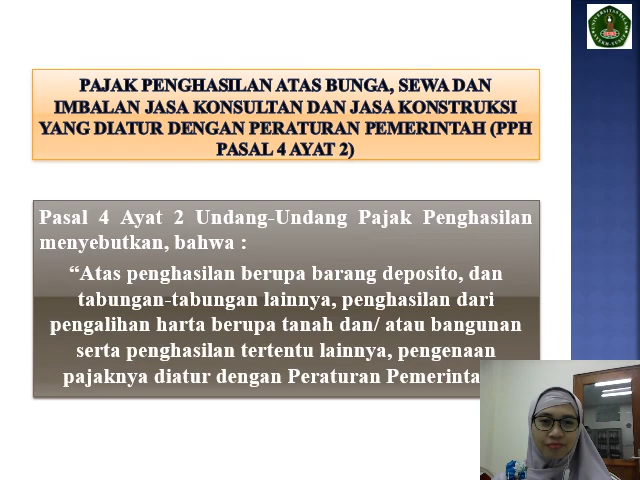 PAJAK PENGHASILAN ATAS BUNGA, SEWA DAN
IMBALAN JASA KONSULTAN DAN JASA KONSTRUKSI
YANG DIATUR DENGAN PERATURAN PEMERINTAH (PPH
PASAL 4 AYAT 2)
Pasal 4 Ayat 2 Undang-Undang Pajak Penghasilan
menyebutkan, bahwa :
“Atas penghasilan berupa barang deposito, dan
tabungan-tabungan lainnya, penghasilan dari
pengalihan harta berupa tanah dan/ atau bangunan
serta penghasilan tertentu lainnya, pengenaan
pajaknya diatur dengan Peraturan